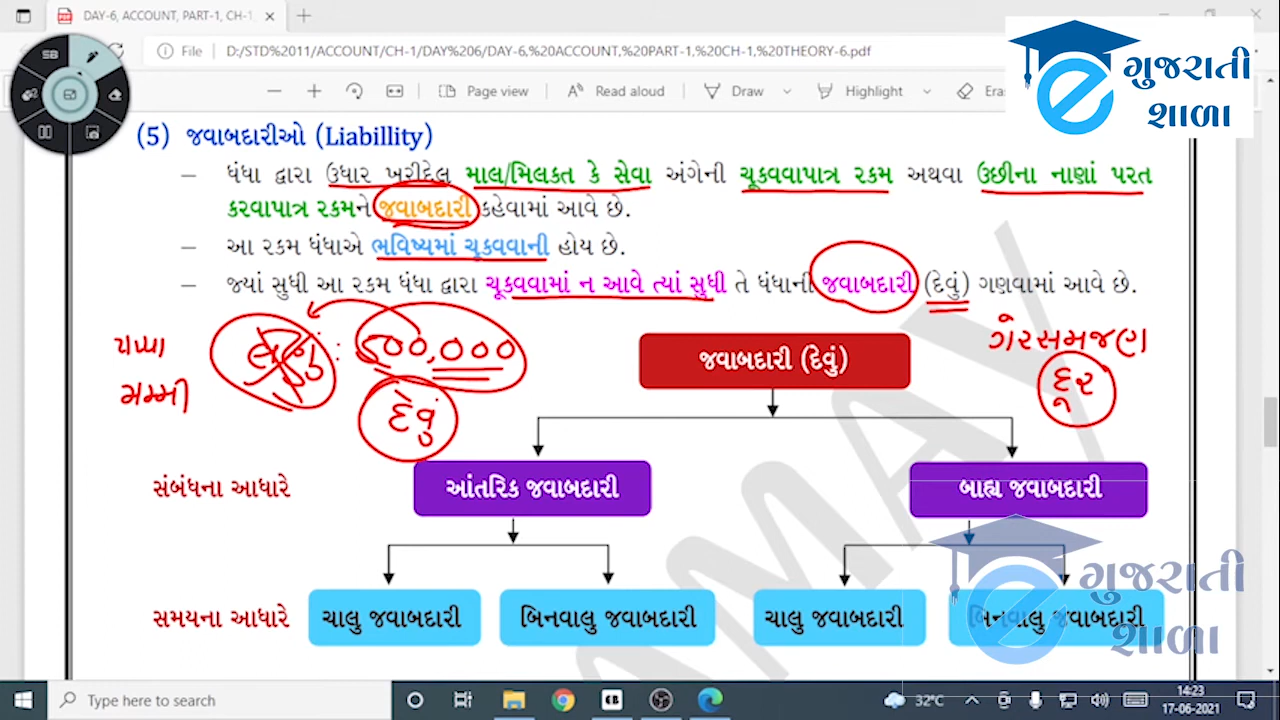 DAY-6, ACCOUNT, PART-1, CH-1,
File D:/STD%2011/ACCOUNT/CH-1/DAY%206/DAY-6,%20ACCOUNT,%20PART-1,%20CH-1,%20THEORY-6.pdf
Page view Read aloud Draw Highlight Eras
e ગુજરાતી
શાળા
(5) જવાબદારીઓ (Liabillity)
– ધંધા દ્વારા ઉધાર ખરીદેલ માલ/મિલકત કે સેવા અંગેની ચૂકવવાપાત્ર રકમ અથવા ઉછીના નાણાં પરત
કરવાપાત્ર રકમને જવાબદારી કહેવામાં આવે છે.
– આ રકમ ધંધાએ ભવિષ્યમાં ચૂકવવાની હોય છે.
– જ્યાં સુધી આ રકમ ધંધા દ્વારા ચૂકવવામાં ન આવે ત્યાં સુધી તે ધંધાની જવાબદારી (દેવું) ગણવામાં આવે છે.
પપ્પા : 500,000 જવાબદારી (દેવું) ગેરસમજણ
મમ્મી દેવું દૂર
સંબંધના આધારે આંતરિક જવાબદારી બાહ્ય જવાબદારી
સમયના આધારે ચાલુ જવાબદારી બિનચાલુ જવાબદારી ચાલુ જવાબદારી બિનચાલુ જવાબદારી
e ગુજરાતી
શાળા
Type here to search 32°C 14:23
17-06-2021